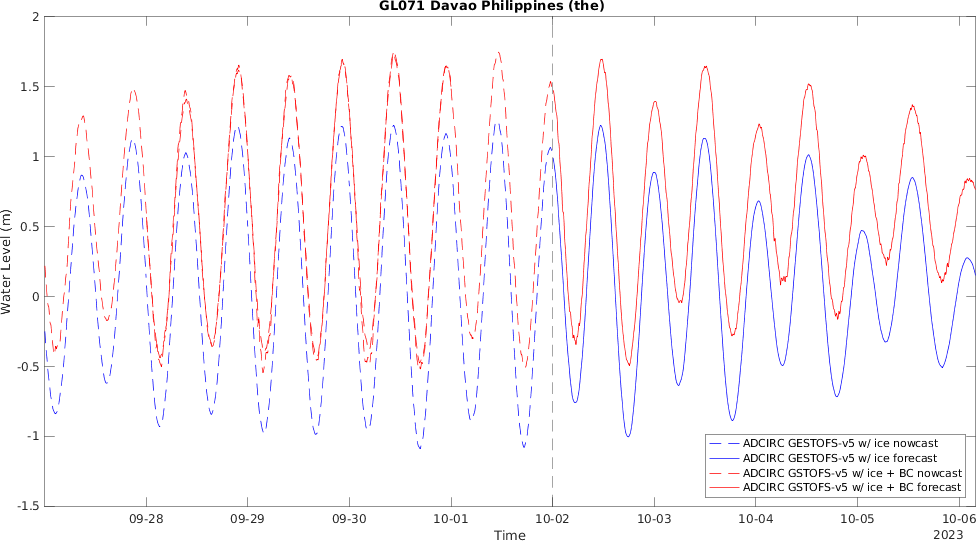 GL071 Davao Philippines (the)
2
1.5
1
0.5
0
-0.5
-1
-1.5
Water Level (m)
ADCIRC GESTOFS-v5 w/ ice nowcast
ADCIRC GESTOFS-v5 w/ ice forecast
ADCIRC GSTOFS-v5 w/ ice + BC nowcast
ADCIRC GSTOFS-v5 w/ ice + BC forecast
09-28 09-29 09-30 10-01 10-02 10-03 10-04 10-05 10-06
Time
2023